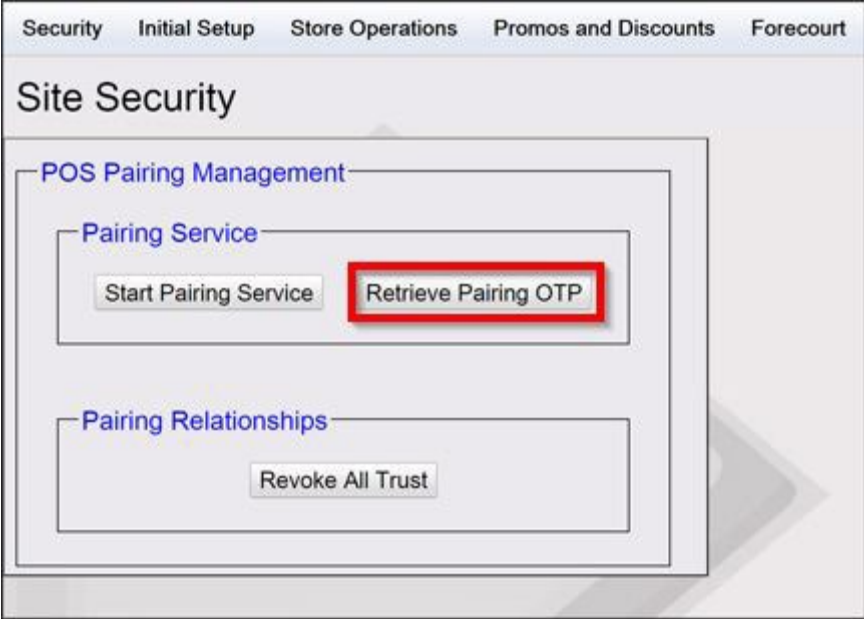 Security Initial Setup Store Operations Promos and Discounts Forecourt
Site Security
POS Pairing Management
Pairing Service
Start Pairing Service Retrieve Pairing OTP
Pairing Relationships
Revoke All Trust